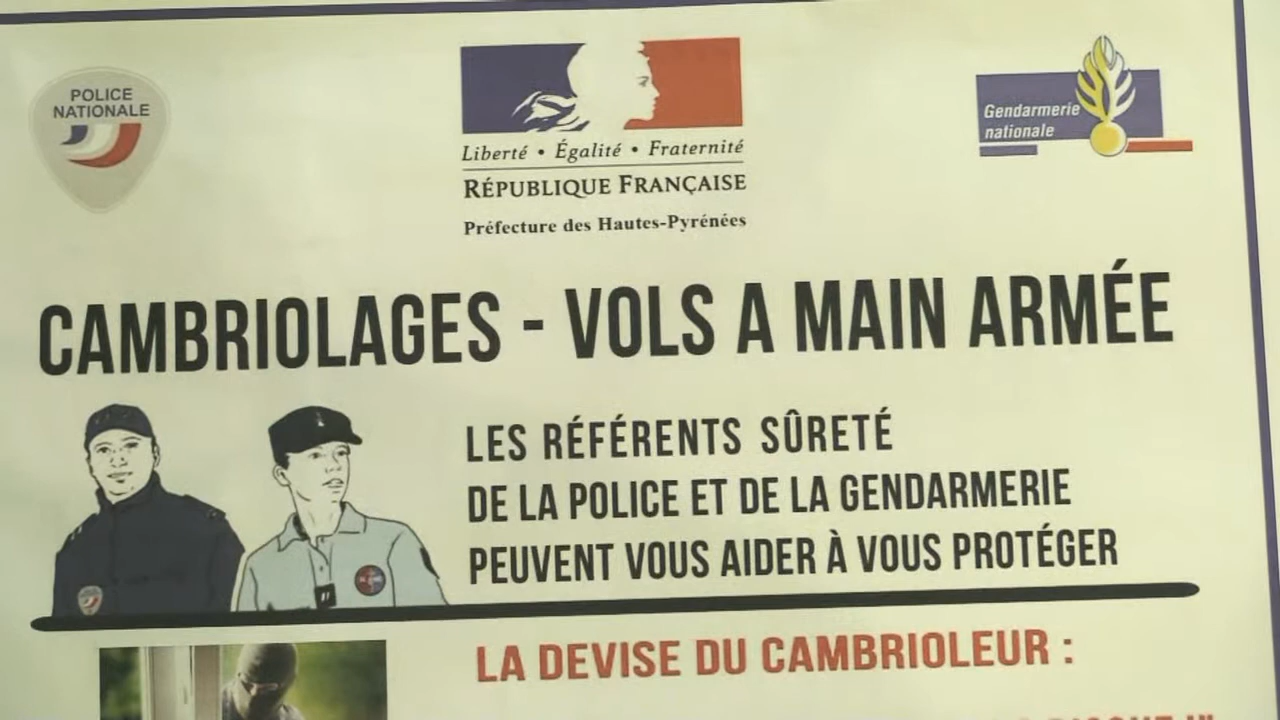 POLICE
NATIONALE
Liberté • Égalité • Fraternité
RÉPUBLIQUE FRANÇAISE
Préfecture des Hautes-Pyrénées
Gendarmerie
nationale
CAMBRIOLAGES - VOLS A MAIN ARMÉE
LES RÉFÉRENTS SÛRETÉ
DE LA POLICE ET DE LA GENDARMERIE
PEUVENT VOUS AIDER À VOUS PROTÉGER
LA DEVISE DU CAMBRIOLEUR :